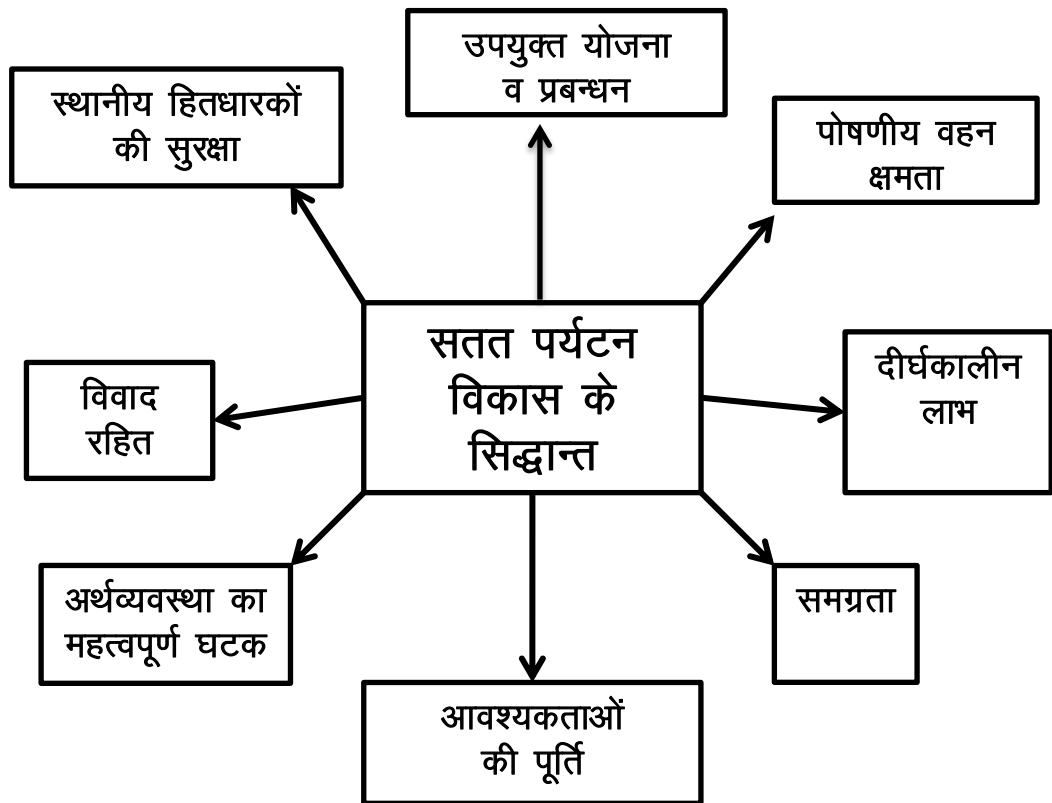 उपयुक्त योजना
व प्रबन्धन
स्थानीय हितधारकों
की सुरक्षा
पोषणीय वहन
क्षमता
सतत पर्यटन
विकास के
सिद्धान्त
विवाद
रहित
दीर्घकालीन
लाभ
अर्थव्यवस्था का
महत्वपूर्ण घटक
समग्रता
आवश्यकताओं
की पूर्ति